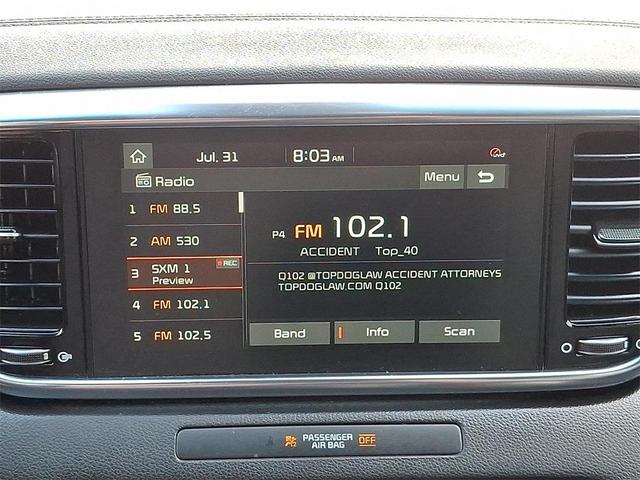 Jul. 31 8:03 AM
UVO
Radio Menu
1 FM 88.5
2 AM 530
3 SXM 1 REC
Preview
4 FM 102.1
5 FM 102.5
P4 FM 102.1
ACCIDENT Top_40
Q102 @TOPDOGLAW ACCIDENT ATTORNEYS
TOPDOGLAW.COM Q102
Band Info Scan
PASSENGER
AIR BAG OFF